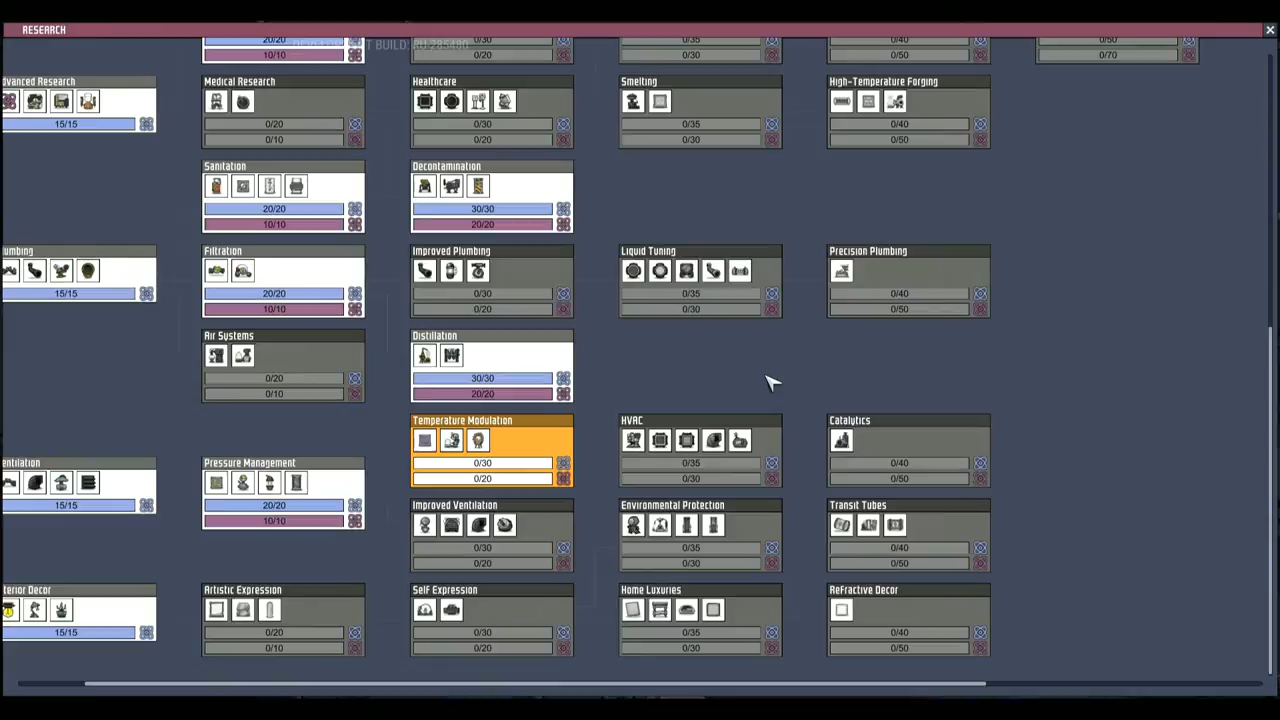 RESEARCH
T BUILD: RU-285480
20/20 0/30 0/35 0/40 0/50
10/10 0/20 0/30 0/50 0/70
dvanced Research Medical Research Healthcare Smelting High-Temperature Forging
15/15 0/20 0/30 0/35 0/40
0/10 0/20 0/30 0/50
Sanitation Decontamination
20/20 30/30
10/10 20/20
lumbing Filtration Improved Plumbing Liquid Tuning Precision Plumbing
15/15 20/20 0/30 0/35 0/40
10/10 0/20 0/30 0/50
Air Systems Distillation
0/20 30/30
0/10 20/20
Temperature Modulation HVAC Catalytics
0/30 0/35 0/40
0/20 0/30 0/50
entilation Pressure Management
15/15 20/20
10/10
Improved Ventilation Environmental Protection Transit Tubes
0/30 0/35 0/40
0/20 0/30 0/50
terior Decor Artistic Expression Self Expression Home Luxuries Refractive Decor
15/15 0/20 0/30 0/35 0/40
0/10 0/20 0/30 0/50